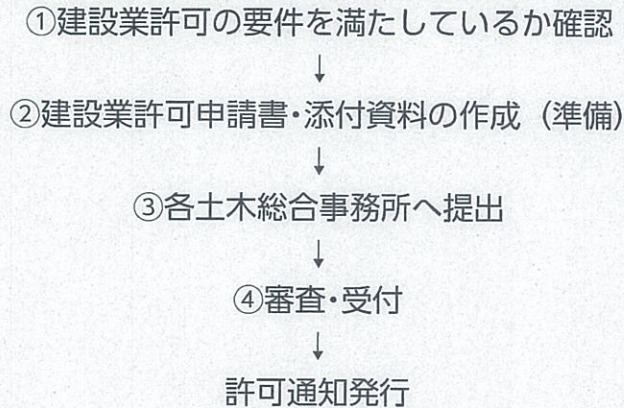 ①建設業許可の要件を満たしているか確認
↓
②建設業許可申請書・添付資料の作成（準備）
↓
③各土木総合事務所へ提出
↓
④審査・受付
↓
許可通知発行